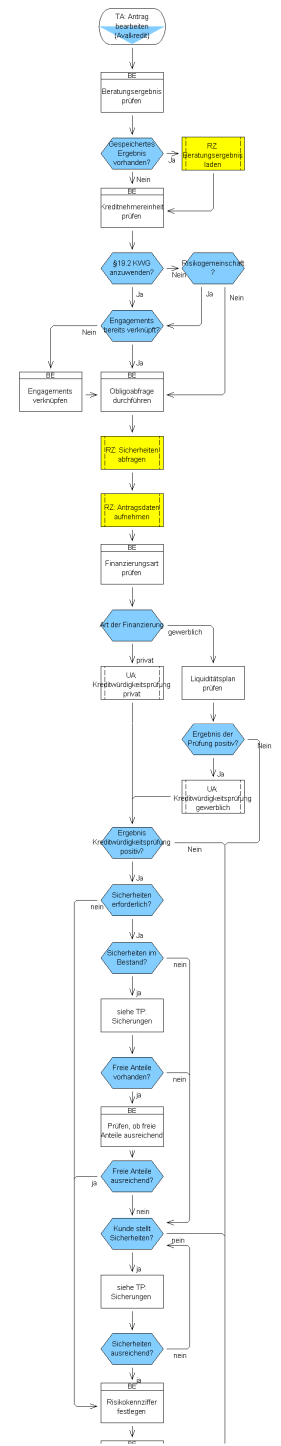 TA: Antrag
bearbeiten
(Avalkredit)
BE
Beratungsergebnis
prüfen
Gespeichertes
Ergebnis
vorhanden?
Ja
RZ
Beratungsergebnis
laden
Nein
BE
Kreditnehmereinheit
prüfen
§19.2 KWG
anzuwenden?
Nein
Risikogemeinschaft
?
Ja
Ja
Nein
Engagements
bereits verknüpft?
Nein
Ja
BE
Engagements
verknüpfen
BE
Obligoabfrage
durchführen
RZ: Sicherheiten
abfragen
RZ: Antragsdaten
aufnehmen
BE
Finanzierungsart
prüfen
Art der Finanzierung
gewerblich
privat
UA:
Kreditwürdigkeitsprüfung
privat
Liquiditätsplan
prüfen
Ergebnis der
Prüfung positiv?
Nein
Ja
UA:
Kreditwürdigkeitsprüfung
gewerblich
Ergebnis
Kreditwürdigkeitsprüfung
positiv?
Nein
Ja
Sicherheiten
erforderlich?
nein
Ja
Sicherheiten im
Bestand?
nein
ja
siehe TP:
Sicherungen
Freie Anteile
vorhanden?
nein
ja
BE
Prüfen, ob freie
Anteile ausreichend
Freie Anteile
ausreichend?
ja
nein
Kunde stellt
Sicherheiten?
nein
ja
siehe TP:
Sicherungen
Sicherheiten
ausreichend?
nein
ja
BE
Risikokennziffer
festlegen
BE